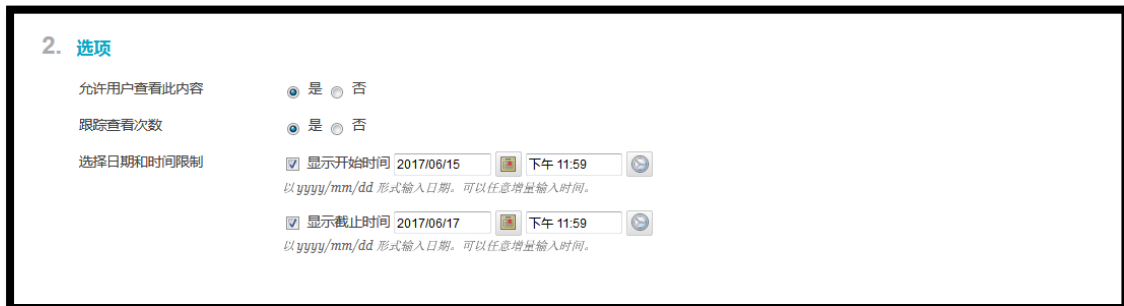 2. 选项
允许用户查看此内容 是 否
跟踪查看次数 是 否
选择日期和时间限制 显示开始时间 2017/06/15 下午 11:59
以 yyyy/mm/dd 形式输入日期。可以任意增量输入时间。
显示截止时间 2017/06/17 下午 11:59
以 yyyy/mm/dd 形式输入日期。可以任意增量输入时间。